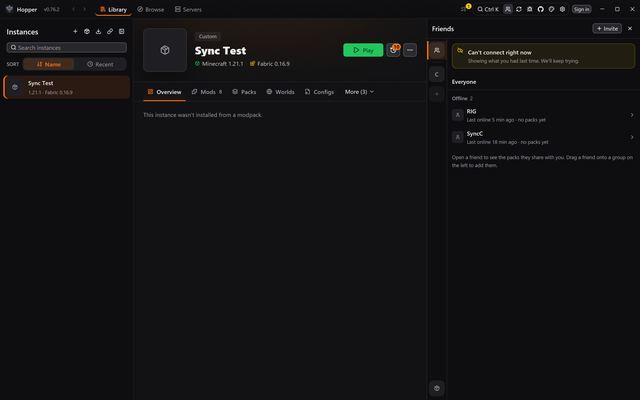 Hopper v0.76.2
Library
Browse
Servers
1
Ctrl K
Sign in
Instances
Search instances
SORT
Name
Recent
Sync Test
1.21.1 · Fabric 0.16.9
Custom
Sync Test
Minecraft 1.21.1
Fabric 0.16.9
Play
Overview
Mods 8
Packs
Worlds
Configs
More (3)
This instance wasn't installed from a modpack.
Friends
Invite
C
Can't connect right now
Showing what you had last time. We'll keep trying.
Everyone
Offline 2
RIG
Last online 5 min ago · no packs yet
SyncC
Last online 18 min ago · no packs yet
Open a friend to see the packs they share with you. Drag a friend onto a group on
the left to add them.